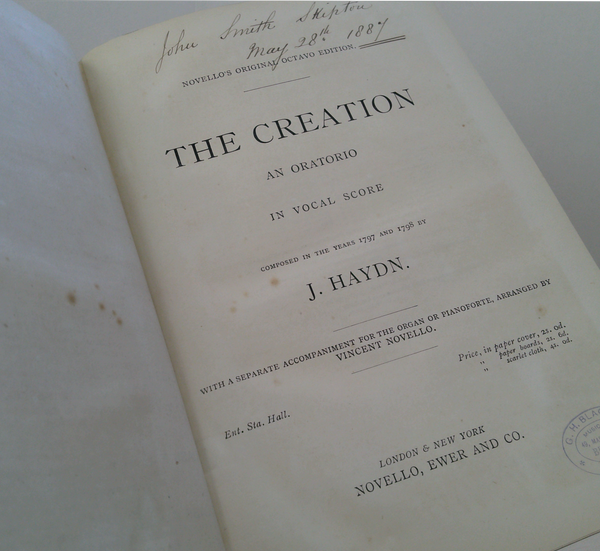 John Smith Skipton
May 28th 1887
NOVELLO'S ORIGINAL OCTAVO EDITION.
THE CREATION
AN ORATORIO
IN VOCAL SCORE
COMPOSED IN THE YEARS 1797 AND 1798 BY
J. HAYDN.
WITH A SEPARATE ACCOMPANIMENT FOR THE ORGAN OR PIANOFORTE, ARRANGED BY
VINCENT NOVELLO.
Price, in paper cover, 2s. 0d.
„ paper boards, 2s. 6d.
„ scarlet cloth, 4s. 0d.
Ent. Sta. Hall.
LONDON & NEW YORK
NOVELLO, EWER AND CO.
G. H. BLA